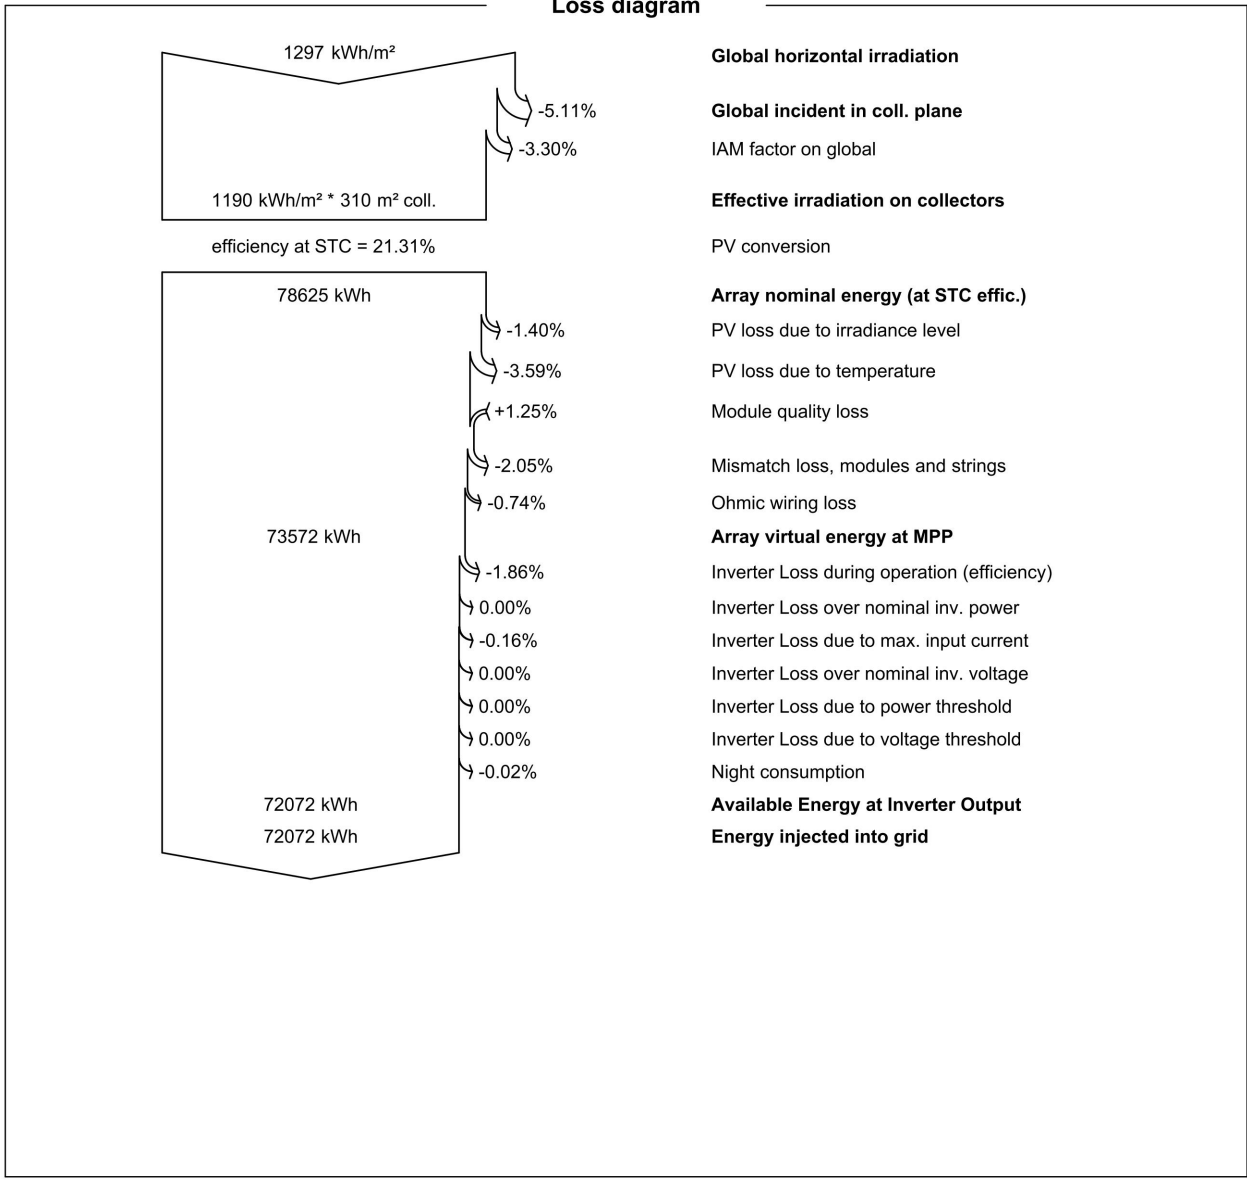 Loss diagram
1297 kWh/m² Global horizontal irradiation
-5.11% Global incident in coll. plane
-3.30% IAM factor on global
1190 kWh/m² * 310 m² coll. Effective irradiation on collectors
efficiency at STC = 21.31% PV conversion
78625 kWh Array nominal energy (at STC effic.)
-1.40% PV loss due to irradiance level
-3.59% PV loss due to temperature
+1.25% Module quality loss
-2.05% Mismatch loss, modules and strings
-0.74% Ohmic wiring loss
73572 kWh Array virtual energy at MPP
-1.86% Inverter Loss during operation (efficiency)
0.00% Inverter Loss over nominal inv. power
-0.16% Inverter Loss due to max. input current
0.00% Inverter Loss over nominal inv. voltage
0.00% Inverter Loss due to power threshold
0.00% Inverter Loss due to voltage threshold
-0.02% Night consumption
72072 kWh Available Energy at Inverter Output
72072 kWh Energy injected into grid